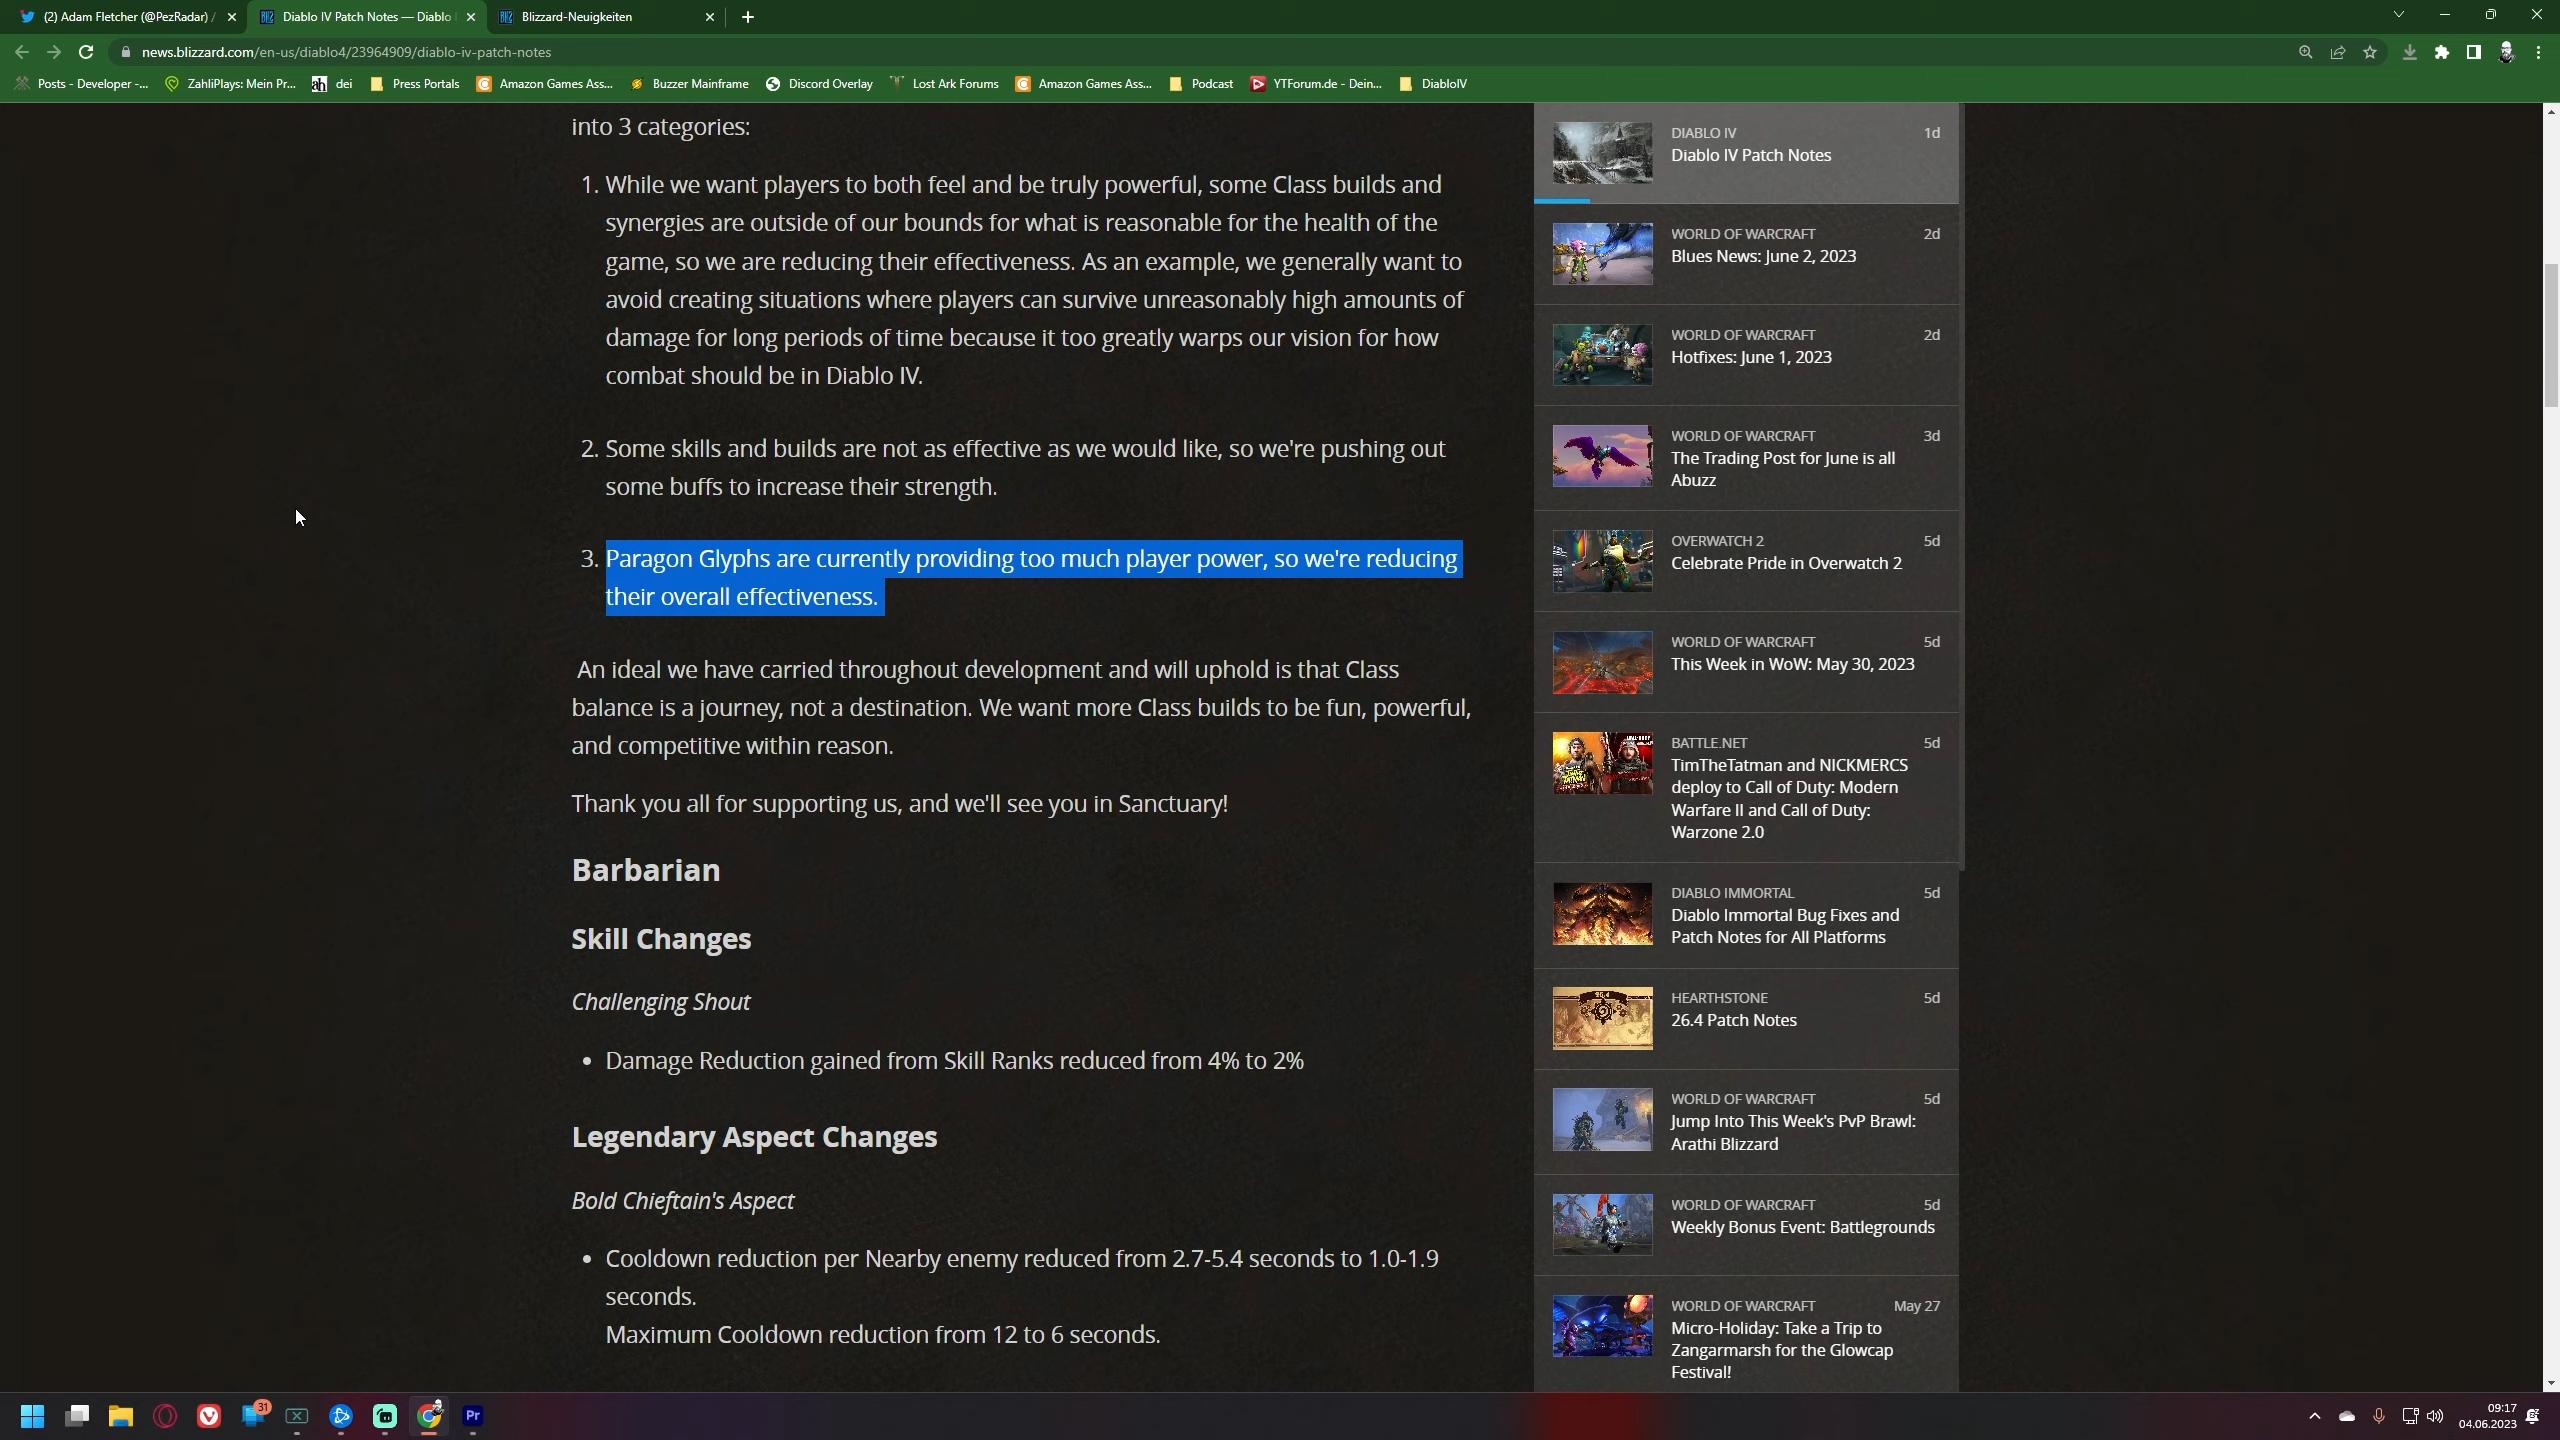 (2) Adam Fletcher (@PezRadar) /
Diablo IV Patch Notes — Diablo
Blizzard-Neuigkeiten
news.blizzard.com/en-us/diablo4/23964909/diablo-iv-patch-notes
Posts - Developer -...
ZahliPlays: Mein Pr...
ah
dei
Press Portals
Amazon Games Ass...
Buzzer Mainframe
Discord Overlay
Lost Ark Forums
Amazon Games Ass...
Podcast
YTForum.de - Dein...
DiabloIV
into 3 categories:
1. While we want players to both feel and be truly powerful, some Class builds and
synergies are outside of our bounds for what is reasonable for the health of the
game, so we are reducing their effectiveness. As an example, we generally want to
avoid creating situations where players can survive unreasonably high amounts of
damage for long periods of time because it too greatly warps our vision for how
combat should be in Diablo IV.
2. Some skills and builds are not as effective as we would like, so we're pushing out
some buffs to increase their strength.
3. Paragon Glyphs are currently providing too much player power, so we're reducing
their overall effectiveness.
An ideal we have carried throughout development and will uphold is that Class
balance is a journey, not a destination. We want more Class builds to be fun, powerful,
and competitive within reason.
Thank you all for supporting us, and we'll see you in Sanctuary!
Barbarian
Skill Changes
Challenging Shout
• Damage Reduction gained from Skill Ranks reduced from 4% to 2%
Legendary Aspect Changes
Bold Chieftain's Aspect
• Cooldown reduction per Nearby enemy reduced from 2.7-5.4 seconds to 1.0-1.9
seconds.
Maximum Cooldown reduction from 12 to 6 seconds.
DIABLO IV 1d
Diablo IV Patch Notes
WORLD OF WARCRAFT 2d
Blues News: June 2, 2023
WORLD OF WARCRAFT 2d
Hotfixes: June 1, 2023
WORLD OF WARCRAFT 3d
The Trading Post for June is all
Abuzz
OVERWATCH 2 5d
Celebrate Pride in Overwatch 2
WORLD OF WARCRAFT 5d
This Week in WoW: May 30, 2023
BATTLE.NET 5d
TimTheTatman and NICKMERCS
deploy to Call of Duty: Modern
Warfare II and Call of Duty:
Warzone 2.0
DIABLO IMMORTAL 5d
Diablo Immortal Bug Fixes and
Patch Notes for All Platforms
HEARTHSTONE 5d
26.4 Patch Notes
WORLD OF WARCRAFT 5d
Jump Into This Week's PvP Brawl:
Arathi Blizzard
WORLD OF WARCRAFT 5d
Weekly Bonus Event: Battlegrounds
WORLD OF WARCRAFT May 27
Micro-Holiday: Take a Trip to
Zangarmarsh for the Glowcap
Festival!
31
Pr
09:17
04.06.2023